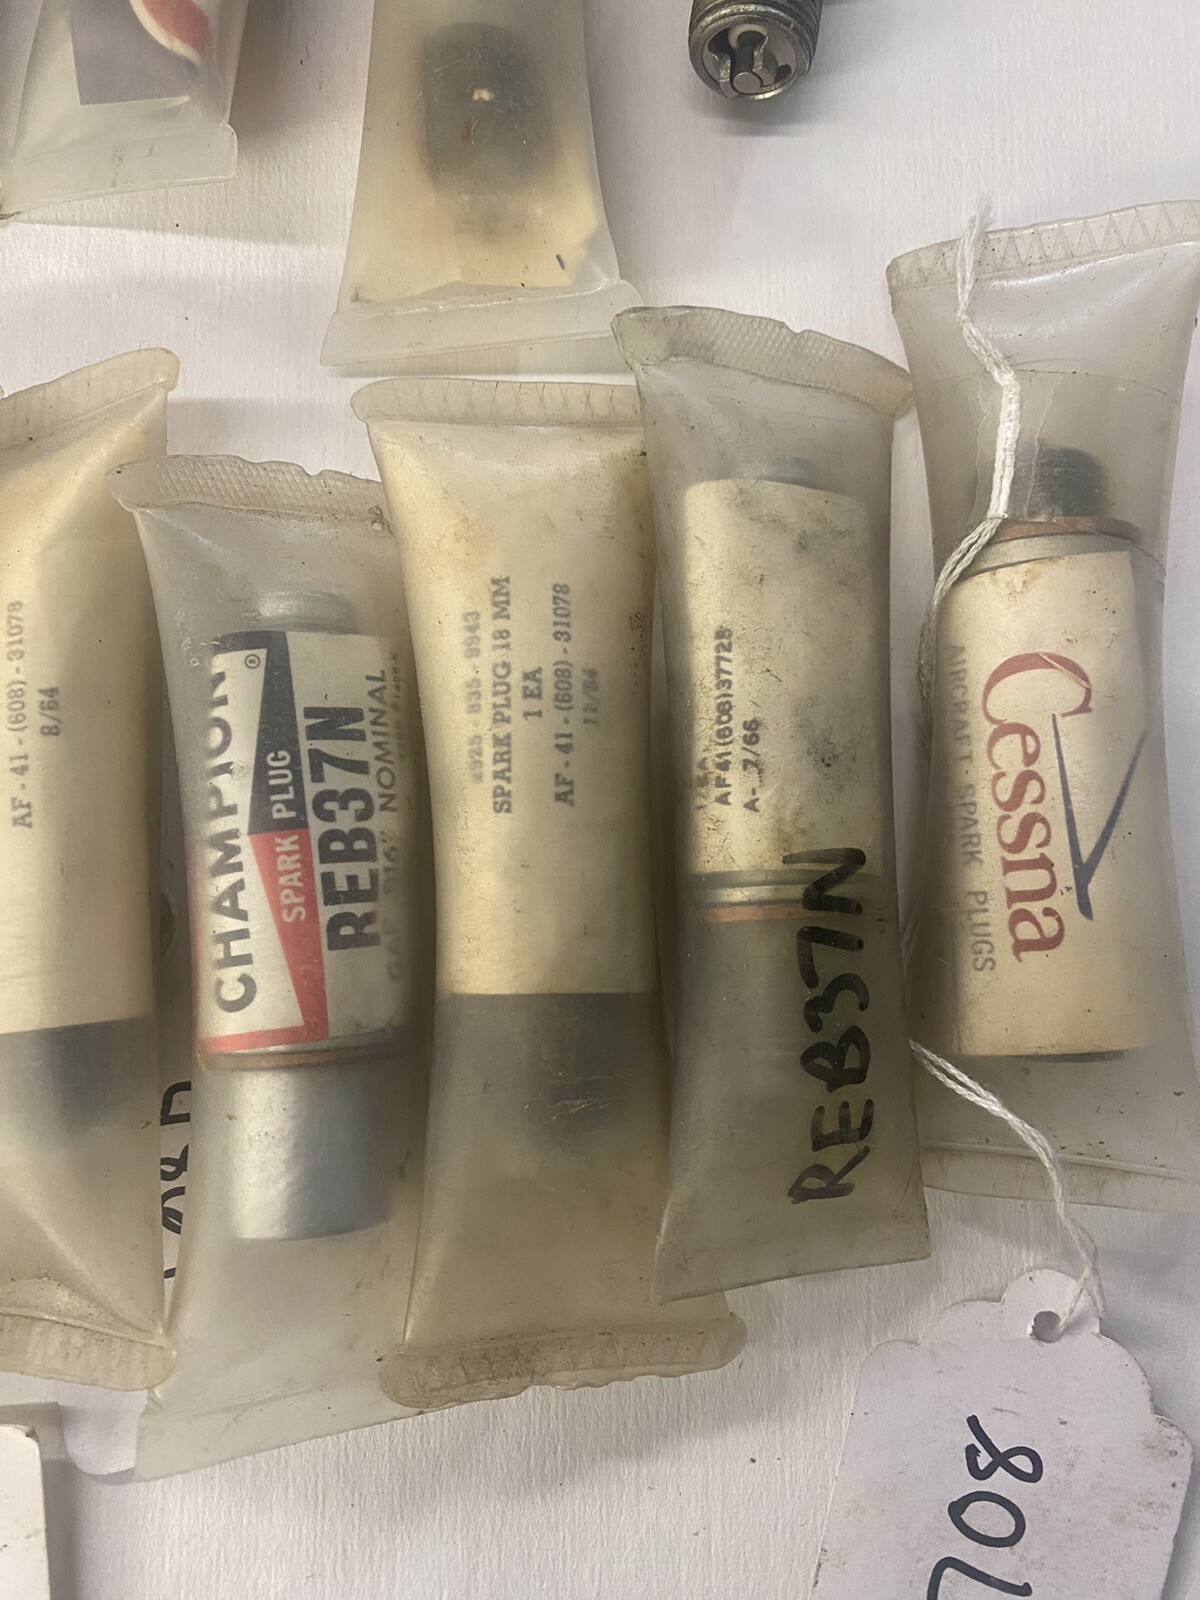 AF - 41 - (608) - 31078
8/64
CHAMPION®
SPARK PLUG
REB37N
NOMINAL
SPARK PLUG 18 MM
1 EA
AF - 41 - (608) - 31078
AF41(608)37725
A- 7/66
REB37N
Cessna
AIRCRAFT · SPARK PLUGS
708